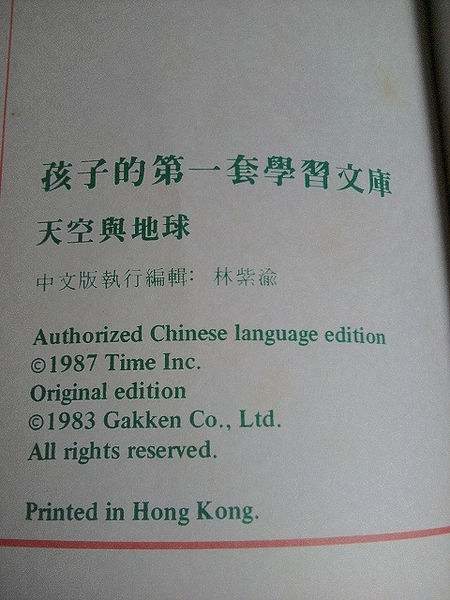 孩子的第一套學習文庫
天空與地球
中文版執行編輯: 林紫渝
Authorized Chinese language edition
©1987 Time Inc.
Original edition
©1983 Gakken Co., Ltd.
All rights reserved.
Printed in Hong Kong.